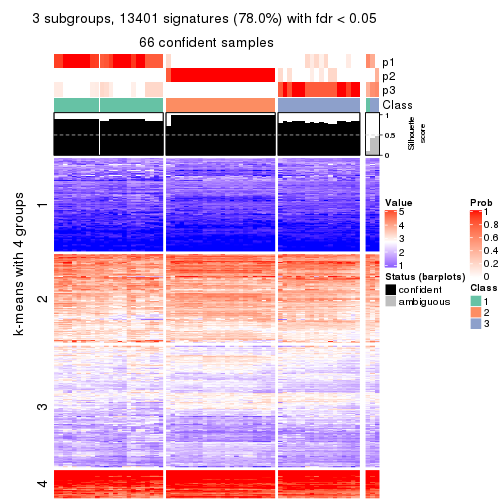 3 subgroups, 13401 signatures (78.0%) with fdr < 0.05
66 confident samples
p1
p2
p3
Class
1
0.5
0
Silhouette
score
k-means with 4 groups
1
2
3
4
Value
5
4
3
2
1
Status (barplots)
confident
ambiguous
Prob
1
0.8
0.6
0.4
0.2
0
Class
1
2
3